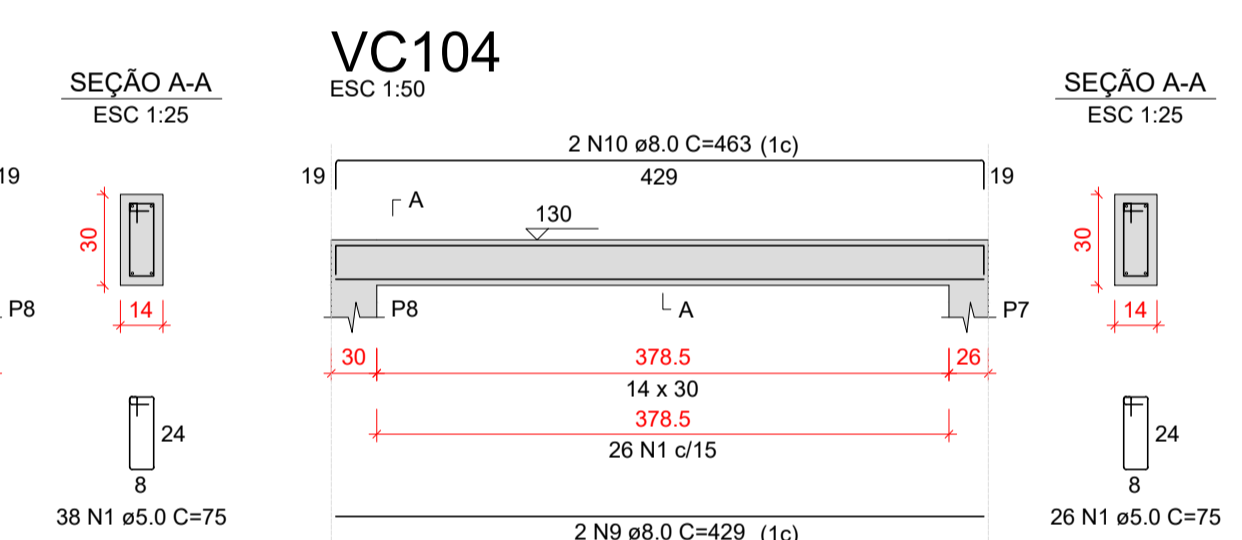 VC104
ESC 1:50
SEÇÃO A-A
ESC 1:25
19
30
14
P8
24
8
38 N1 ø5.0 C=75
2 N10 ø8.0 C=463 (1c)
19
429
19
A
130
P8
A
P7
30
378.5
26
14 x 30
378.5
26 N1 c/15
2 N9 ø8.0 C=429 (1c)
SEÇÃO A-A
ESC 1:25
30
14
24
8
26 N1 ø5.0 C=75